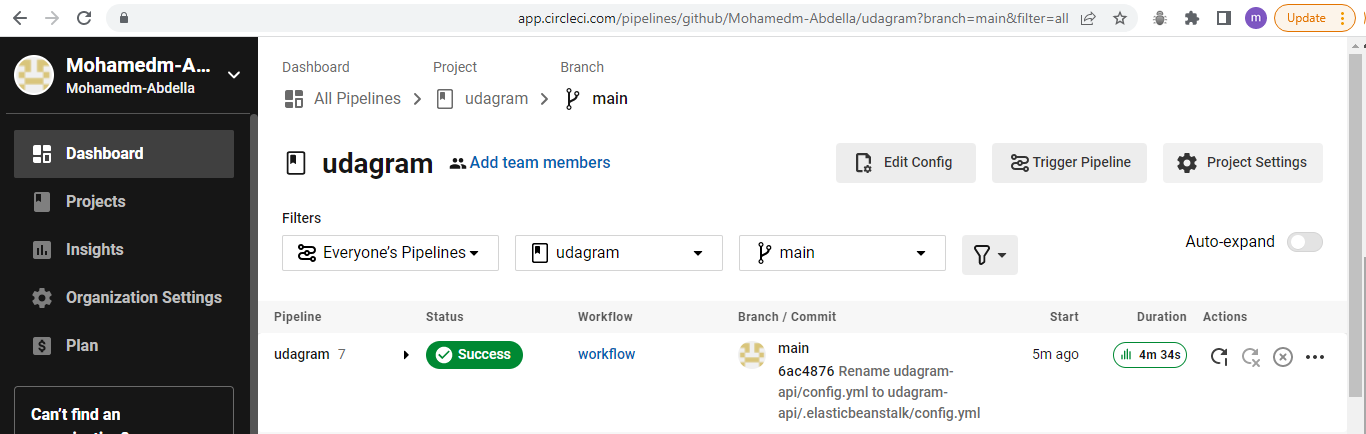 app.circleci.com/pipelines/github/Mohamedm-Abdella/udagram?branch=main&filter=all
m
Update
Mohamedm-A...
Mohamedm-Abdella
Dashboard
Projects
Insights
Organization Settings
Plan
Can't find an
Dashboard Project Branch
All Pipelines udagram main
udagram Add team members Edit Config Trigger Pipeline Project Settings
Filters
Everyone's Pipelines udagram main Auto-expand
Pipeline Status Workflow Branch / Commit Start Duration Actions
udagram 7 Success workflow main 5m ago 4m 34s
6ac4876 Rename udagram-
api/config.yml to udagram-
api/.elasticbeanstalk/config.yml